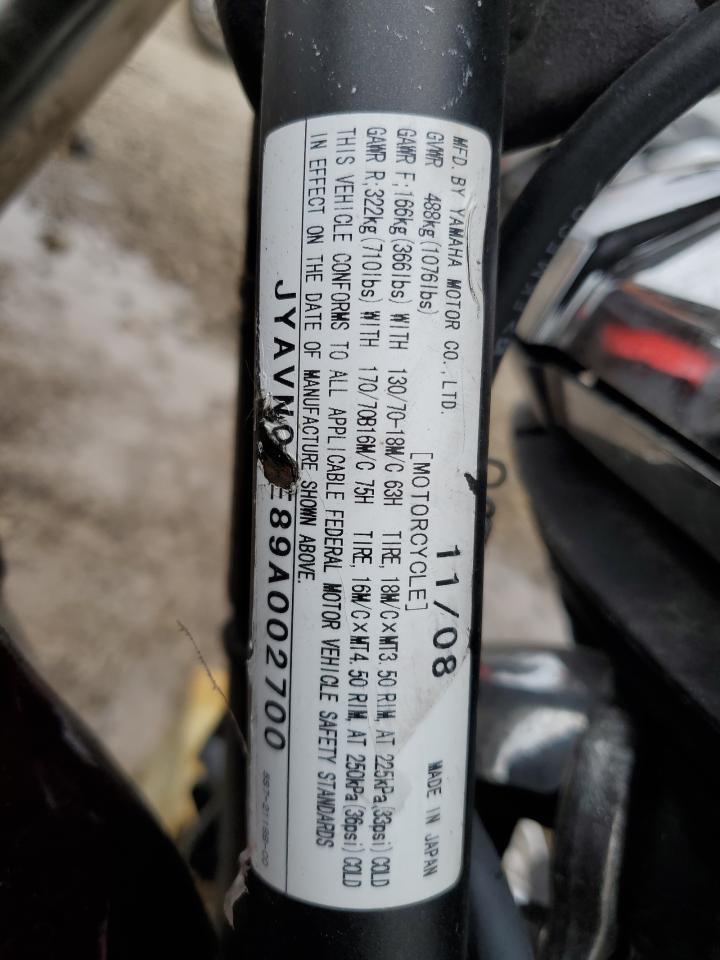 MFD. BY YAMAHA MOTOR CO., LTD. 11/08 MADE IN JAPAN
GVWR 488kg(1076lbs) [MOTORCYCLE]
GAWR F:166kg(366lbs) WITH 130/70-18M/C 63H TIRE, 18M/C×MT3.50 RIM, AT 225kPa(33psi) COLD
GAWR R:322kg(710lbs) WITH 170/70B16M/C 75H TIRE, 16M/C×MT4.50 RIM, AT 250kPa(36psi) COLD
THIS VEHICLE CONFORMS TO ALL APPLICABLE FEDERAL MOTOR VEHICLE SAFETY STANDARDS
IN EFFECT ON THE DATE OF MANUFACTURE SHOWN ABOVE.